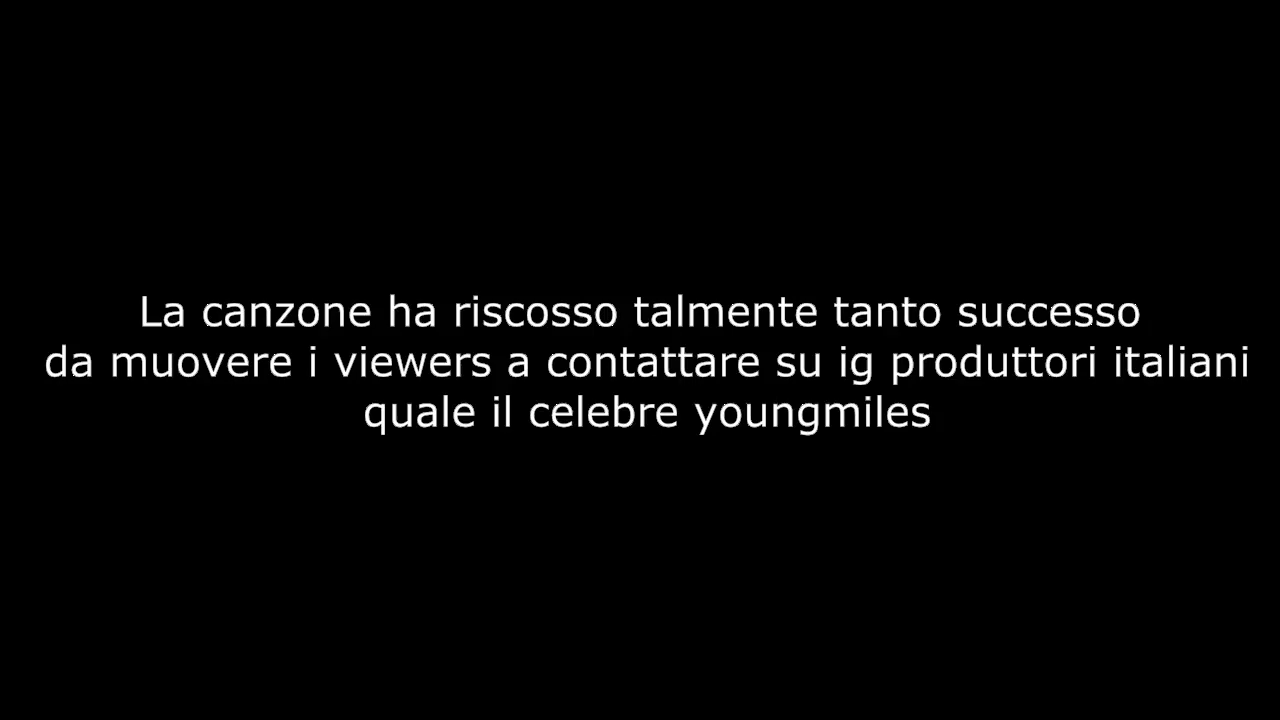 La canzone ha riscosso talmente tanto successo
da muovere i viewers a contattare su ig produttori italiani
quale il celebre youngmiles